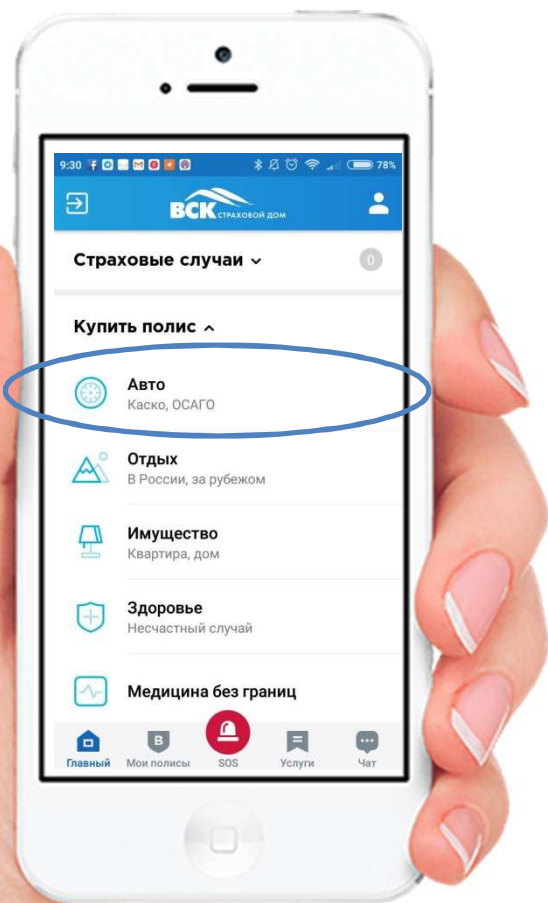 9:30
78%
ВСК СТРАХОВОЙ ДОМ
Страховые случаи
0
Купить полис
Авто
Каско, ОСАГО
Отдых
В России, за рубежом
Имущество
Квартира, дом
Здоровье
Несчастный случай
Медицина без границ
В
Главный Мои полисы SOS Услуги Чат